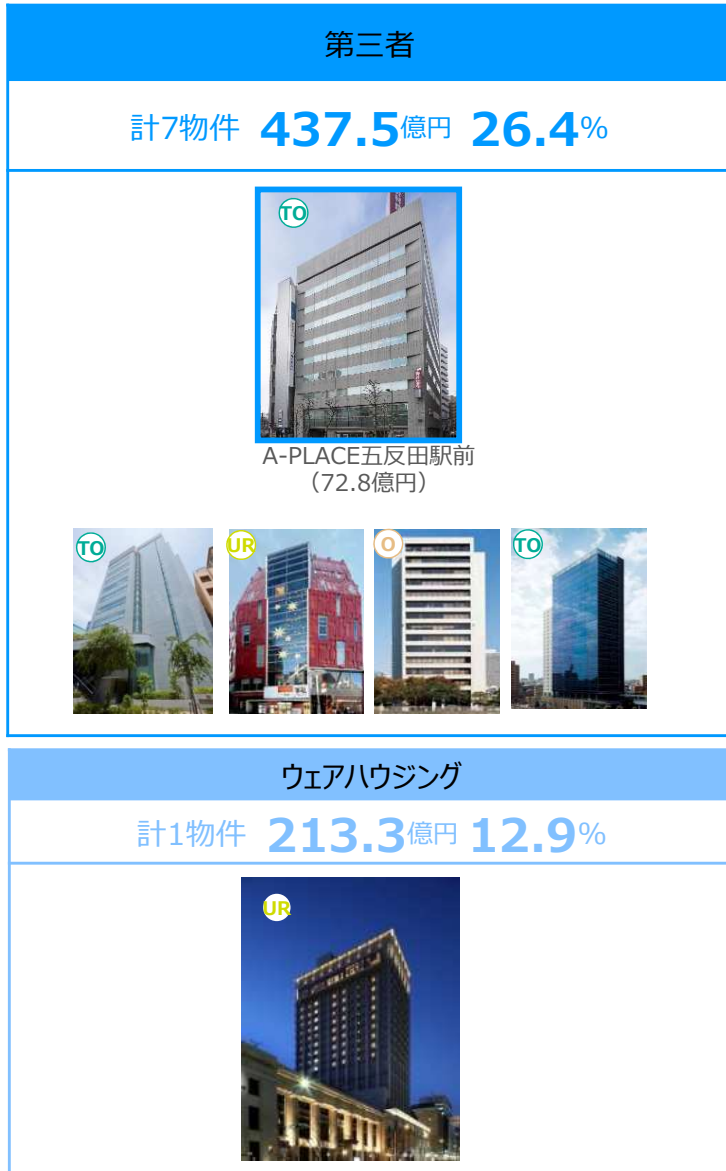 第三者
計7物件 437.5億円 26.4%
TO
A-PLACE五反田駅前
（72.8億円）
TO UR O TO
ウェアハウジング
計1物件 213.3億円 12.9%
UR